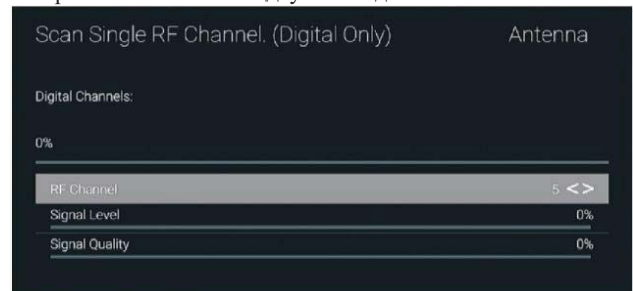 Scan Single RF Channel. (Digital Only) Antenna
Digital Channels:
0%
RF Channel 5 <>
Signal Level 0%
Signal Quality 0%